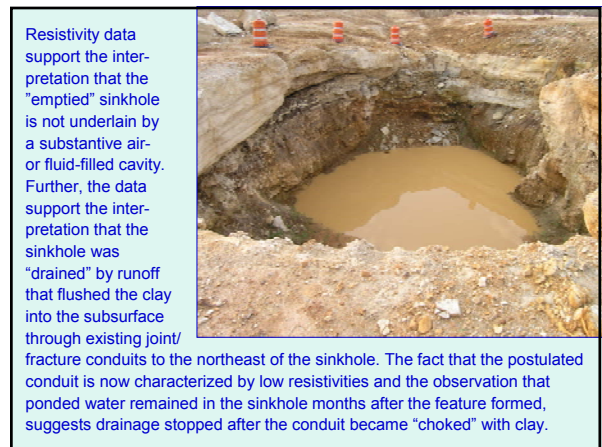 Resistivity data
support the inter-
pretation that the
”emptied” sinkhole
is not underlain by
a substantive air-
or fluid-filled cavity.
Further, the data
support the inter-
pretation that the
sinkhole was
“drained” by runoff
that flushed the clay
into the subsurface
through existing joint/
fracture conduits to the northeast of the sinkhole. The fact that the postulated
conduit is now characterized by low resistivities and the observation that
ponded water remained in the sinkhole months after the feature formed,
suggests drainage stopped after the conduit became “choked” with clay.